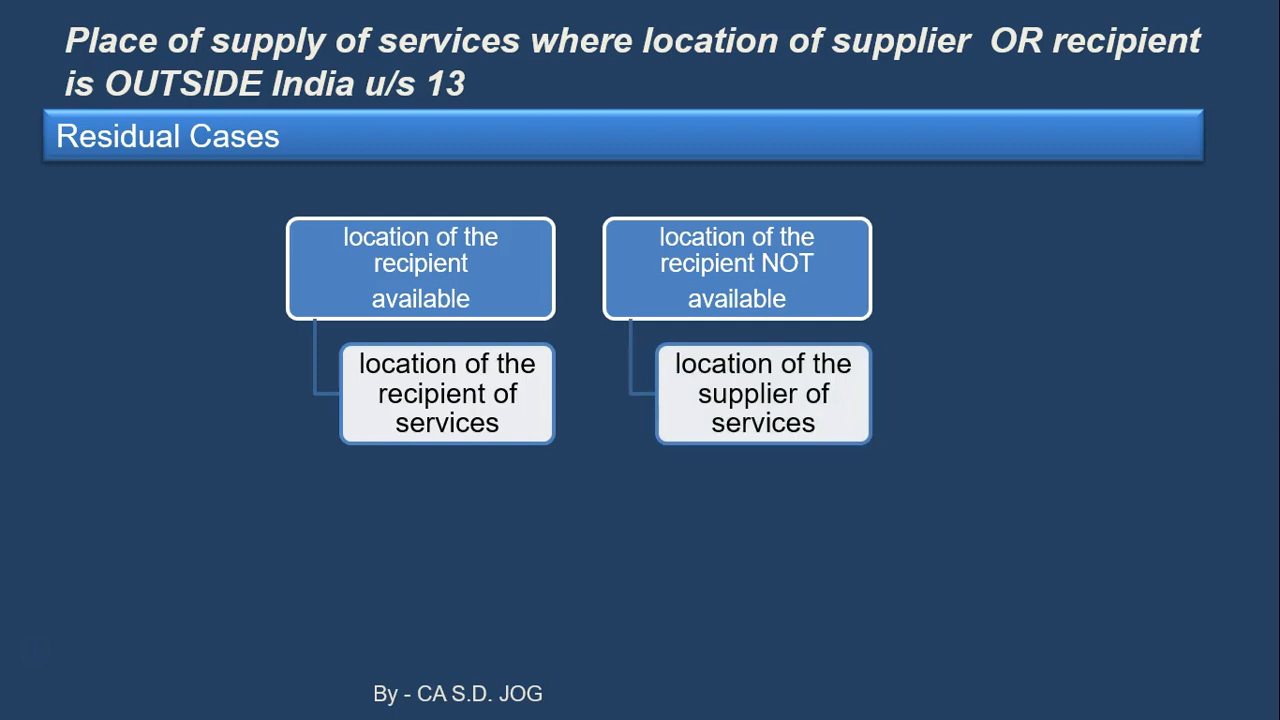 Place of supply of services where location of supplier OR recipient
is OUTSIDE India u/s 13
Residual Cases
location of the
recipient
available
location of the
recipient of
services
location of the
recipient NOT
available
location of the
supplier of
services
By - CA S.D. JOG